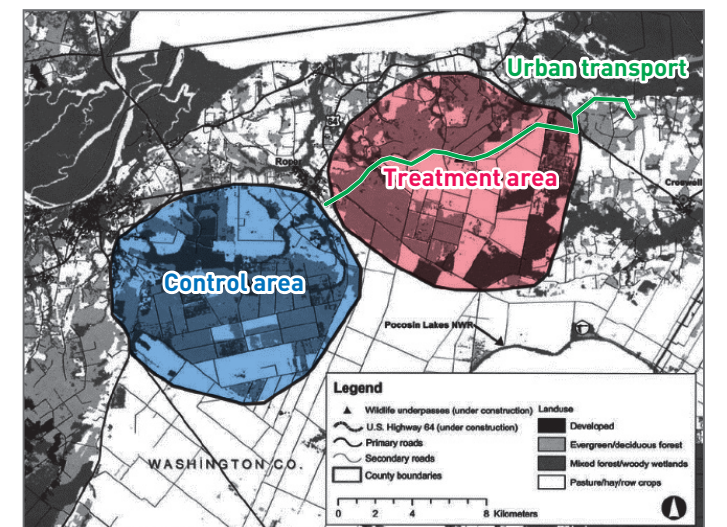 Urban transport
64
Roper
Treatment area
Creswell
Control area
Pocosin Lakes NWR
WASHINGTON CO.
Legend
Wildlife underpasses (under construction)
U.S. Highway 64 (under construction)
Primary roads
Secondary roads
County boundaries
Landuse
Developed
Evergreen/deciduous forest
Mixed forest/woody wetlands
Pasture/hay/row crops
0 2 4 8 Kilometers